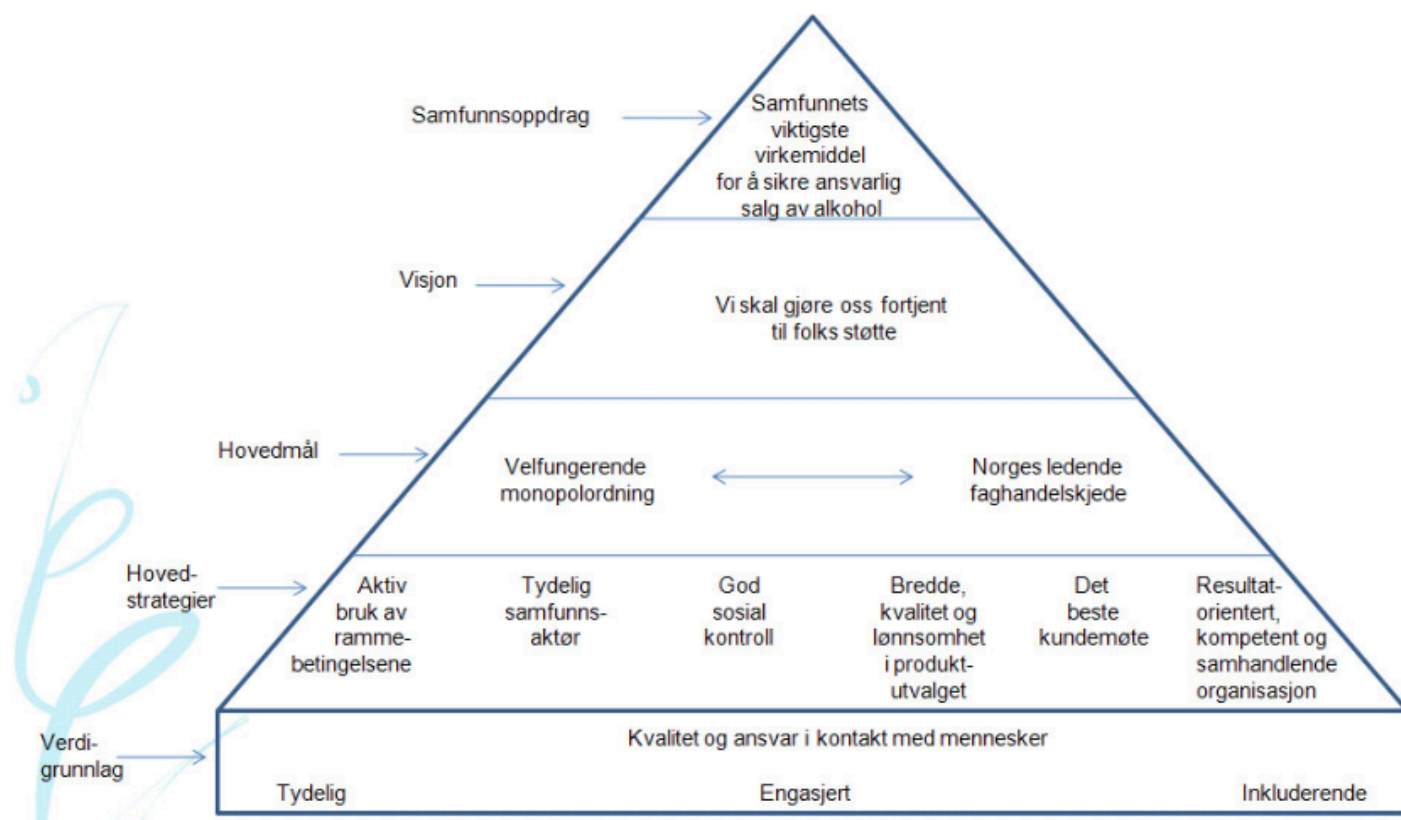 Samfunnsoppdrag
Samfunnets
viktigste
virkemiddel
for å sikre ansvarlig
salg av alkohol
Visjon
Vi skal gjøre oss fortjent
til folks støtte
Hovedmål
Velfungerende
monopolordning
Norges ledende
faghandelskjede
Hoved-
strategier
Aktiv
bruk av
ramme-
betingelsene
Tydelig
samfunns-
aktør
God
sosial
kontroll
Bredde,
kvalitet og
lønnsomhet
i produkt-
utvalget
Det
beste
kundemøte
Resultat-
orientert,
kompetent og
samhandlende
organisasjon
Verdi-
grunnlag
Kvalitet og ansvar i kontakt med mennesker
Tydelig
Engasjert
Inkluderende